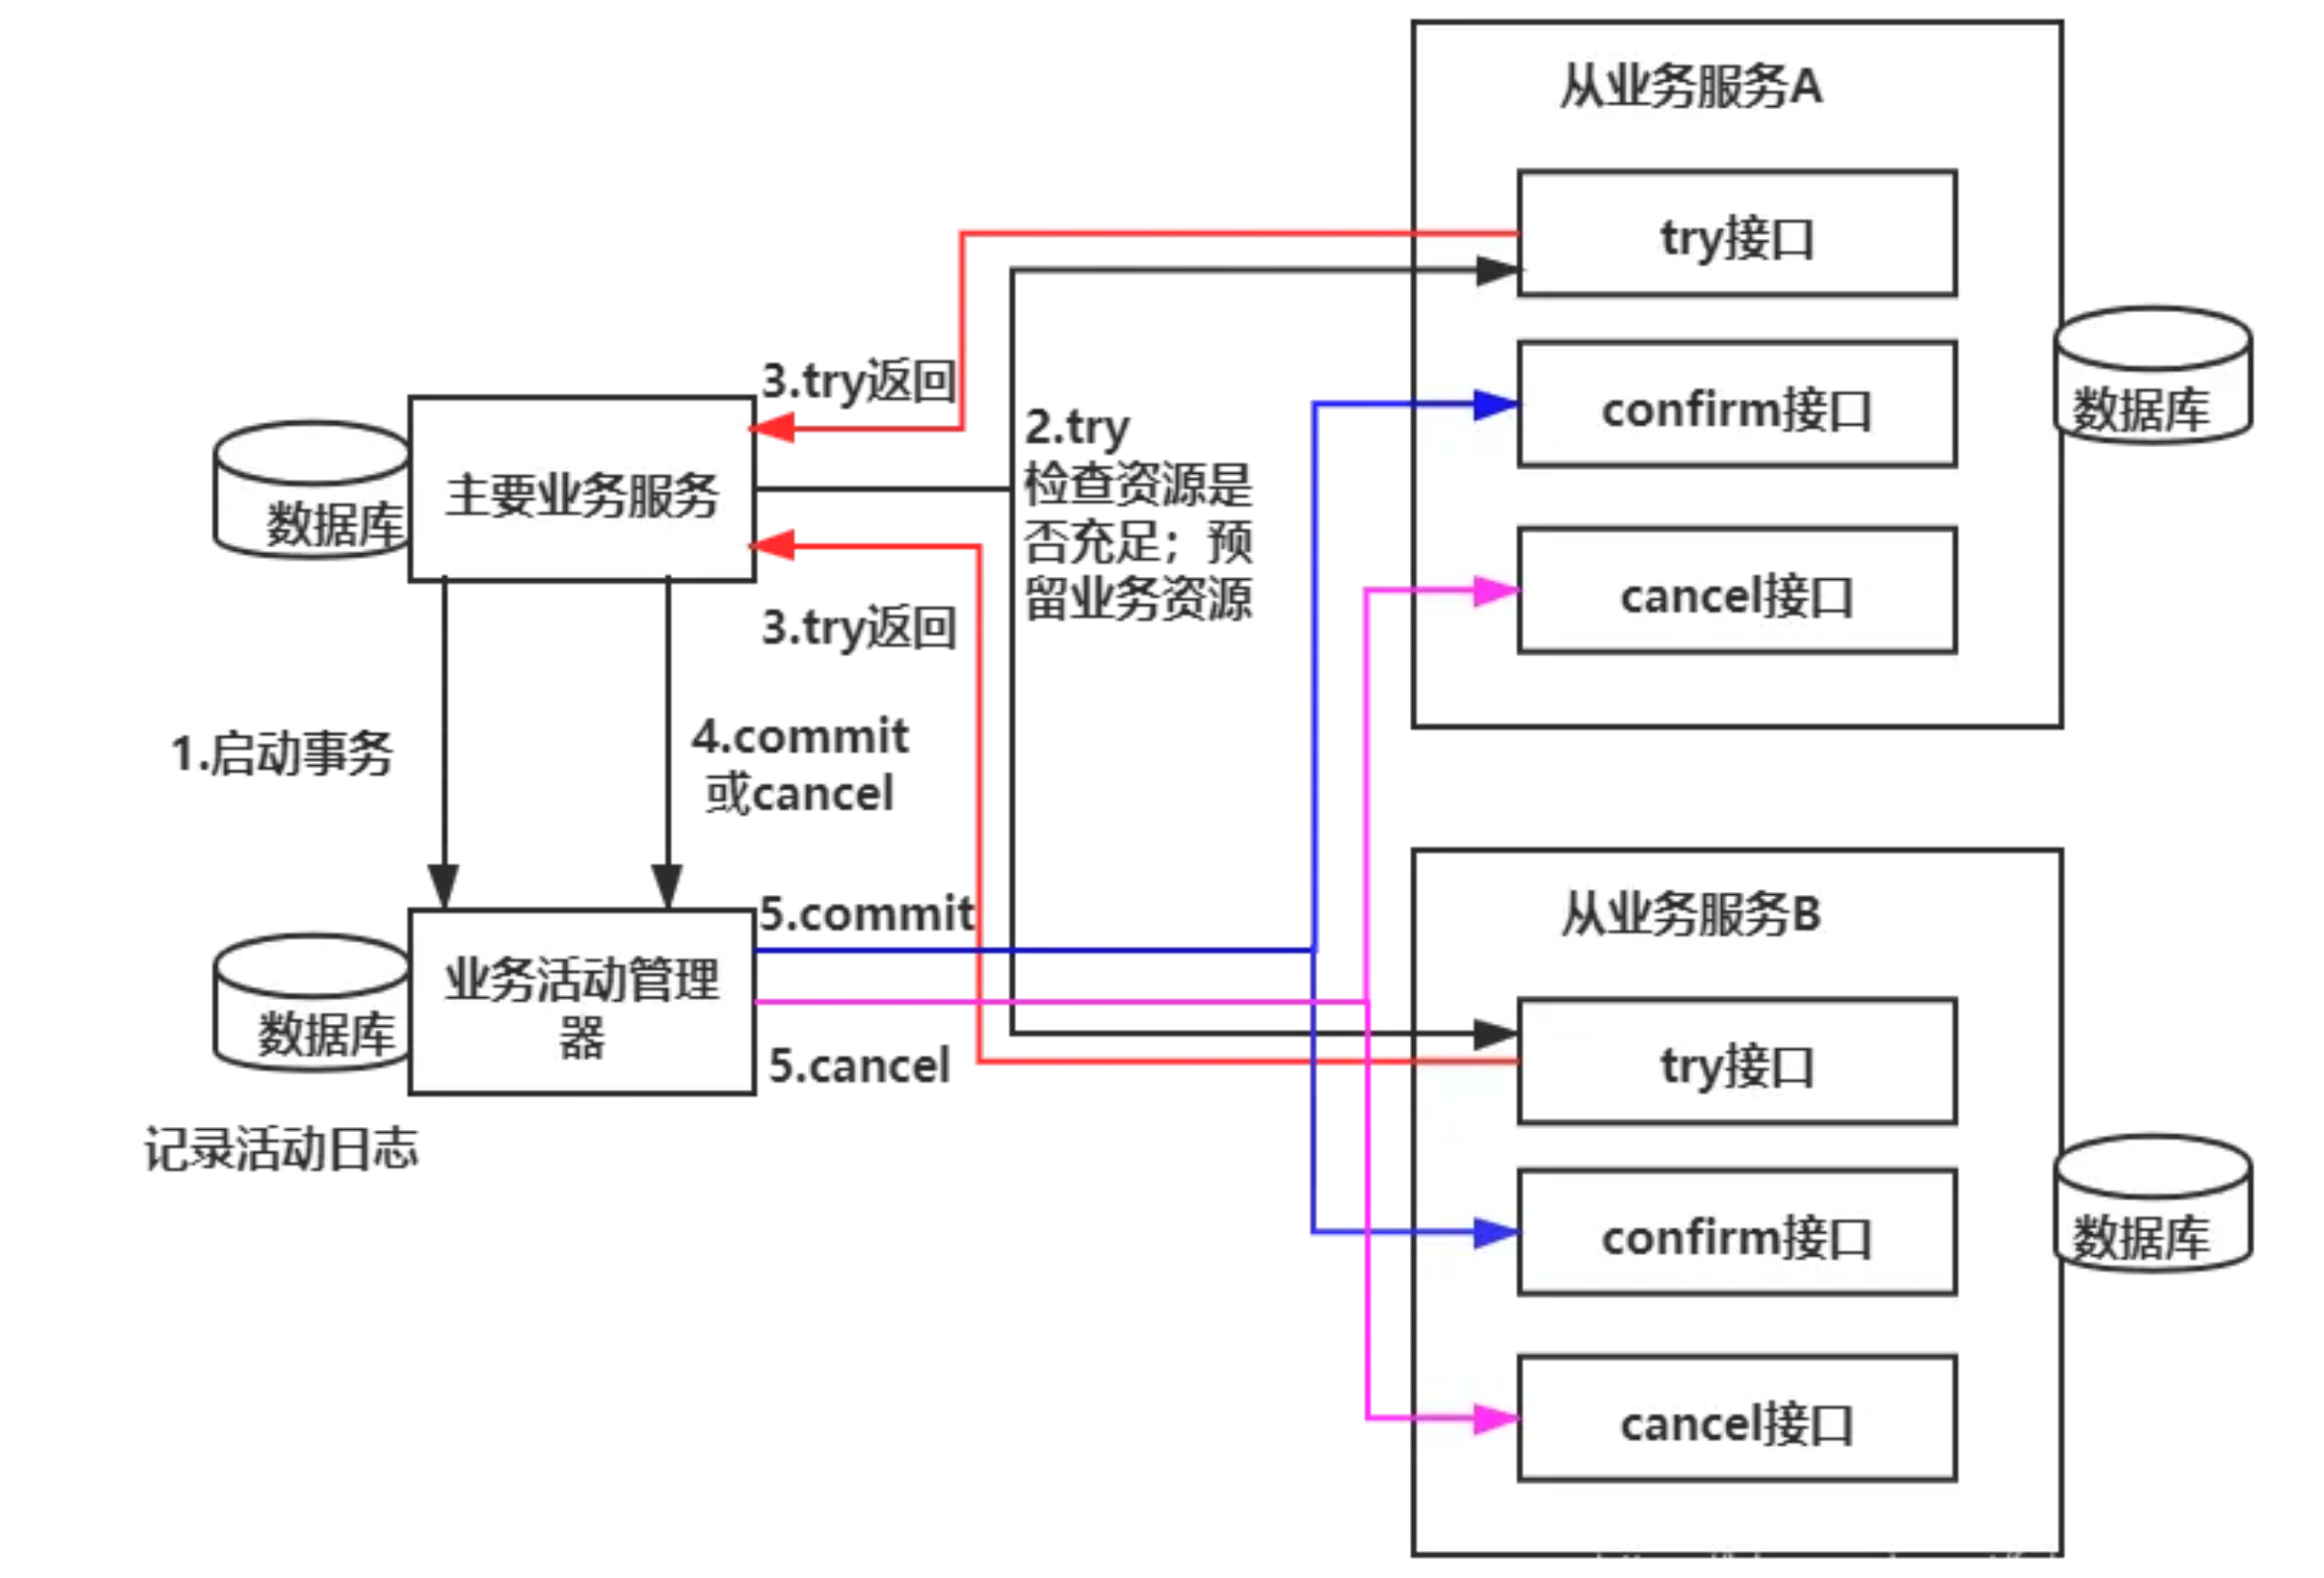 从业务服务A
try接口
confirm接口
cancel接口
数据库
3.try返回
2.try
检查资源是
否充足；预
留业务资源
主要业务服务
数据库
3.try返回
1.启动事务
4.commit
或cancel
5.commit
业务活动管理
器
数据库
5.cancel
记录活动日志
从业务服务B
try接口
confirm接口
cancel接口
数据库